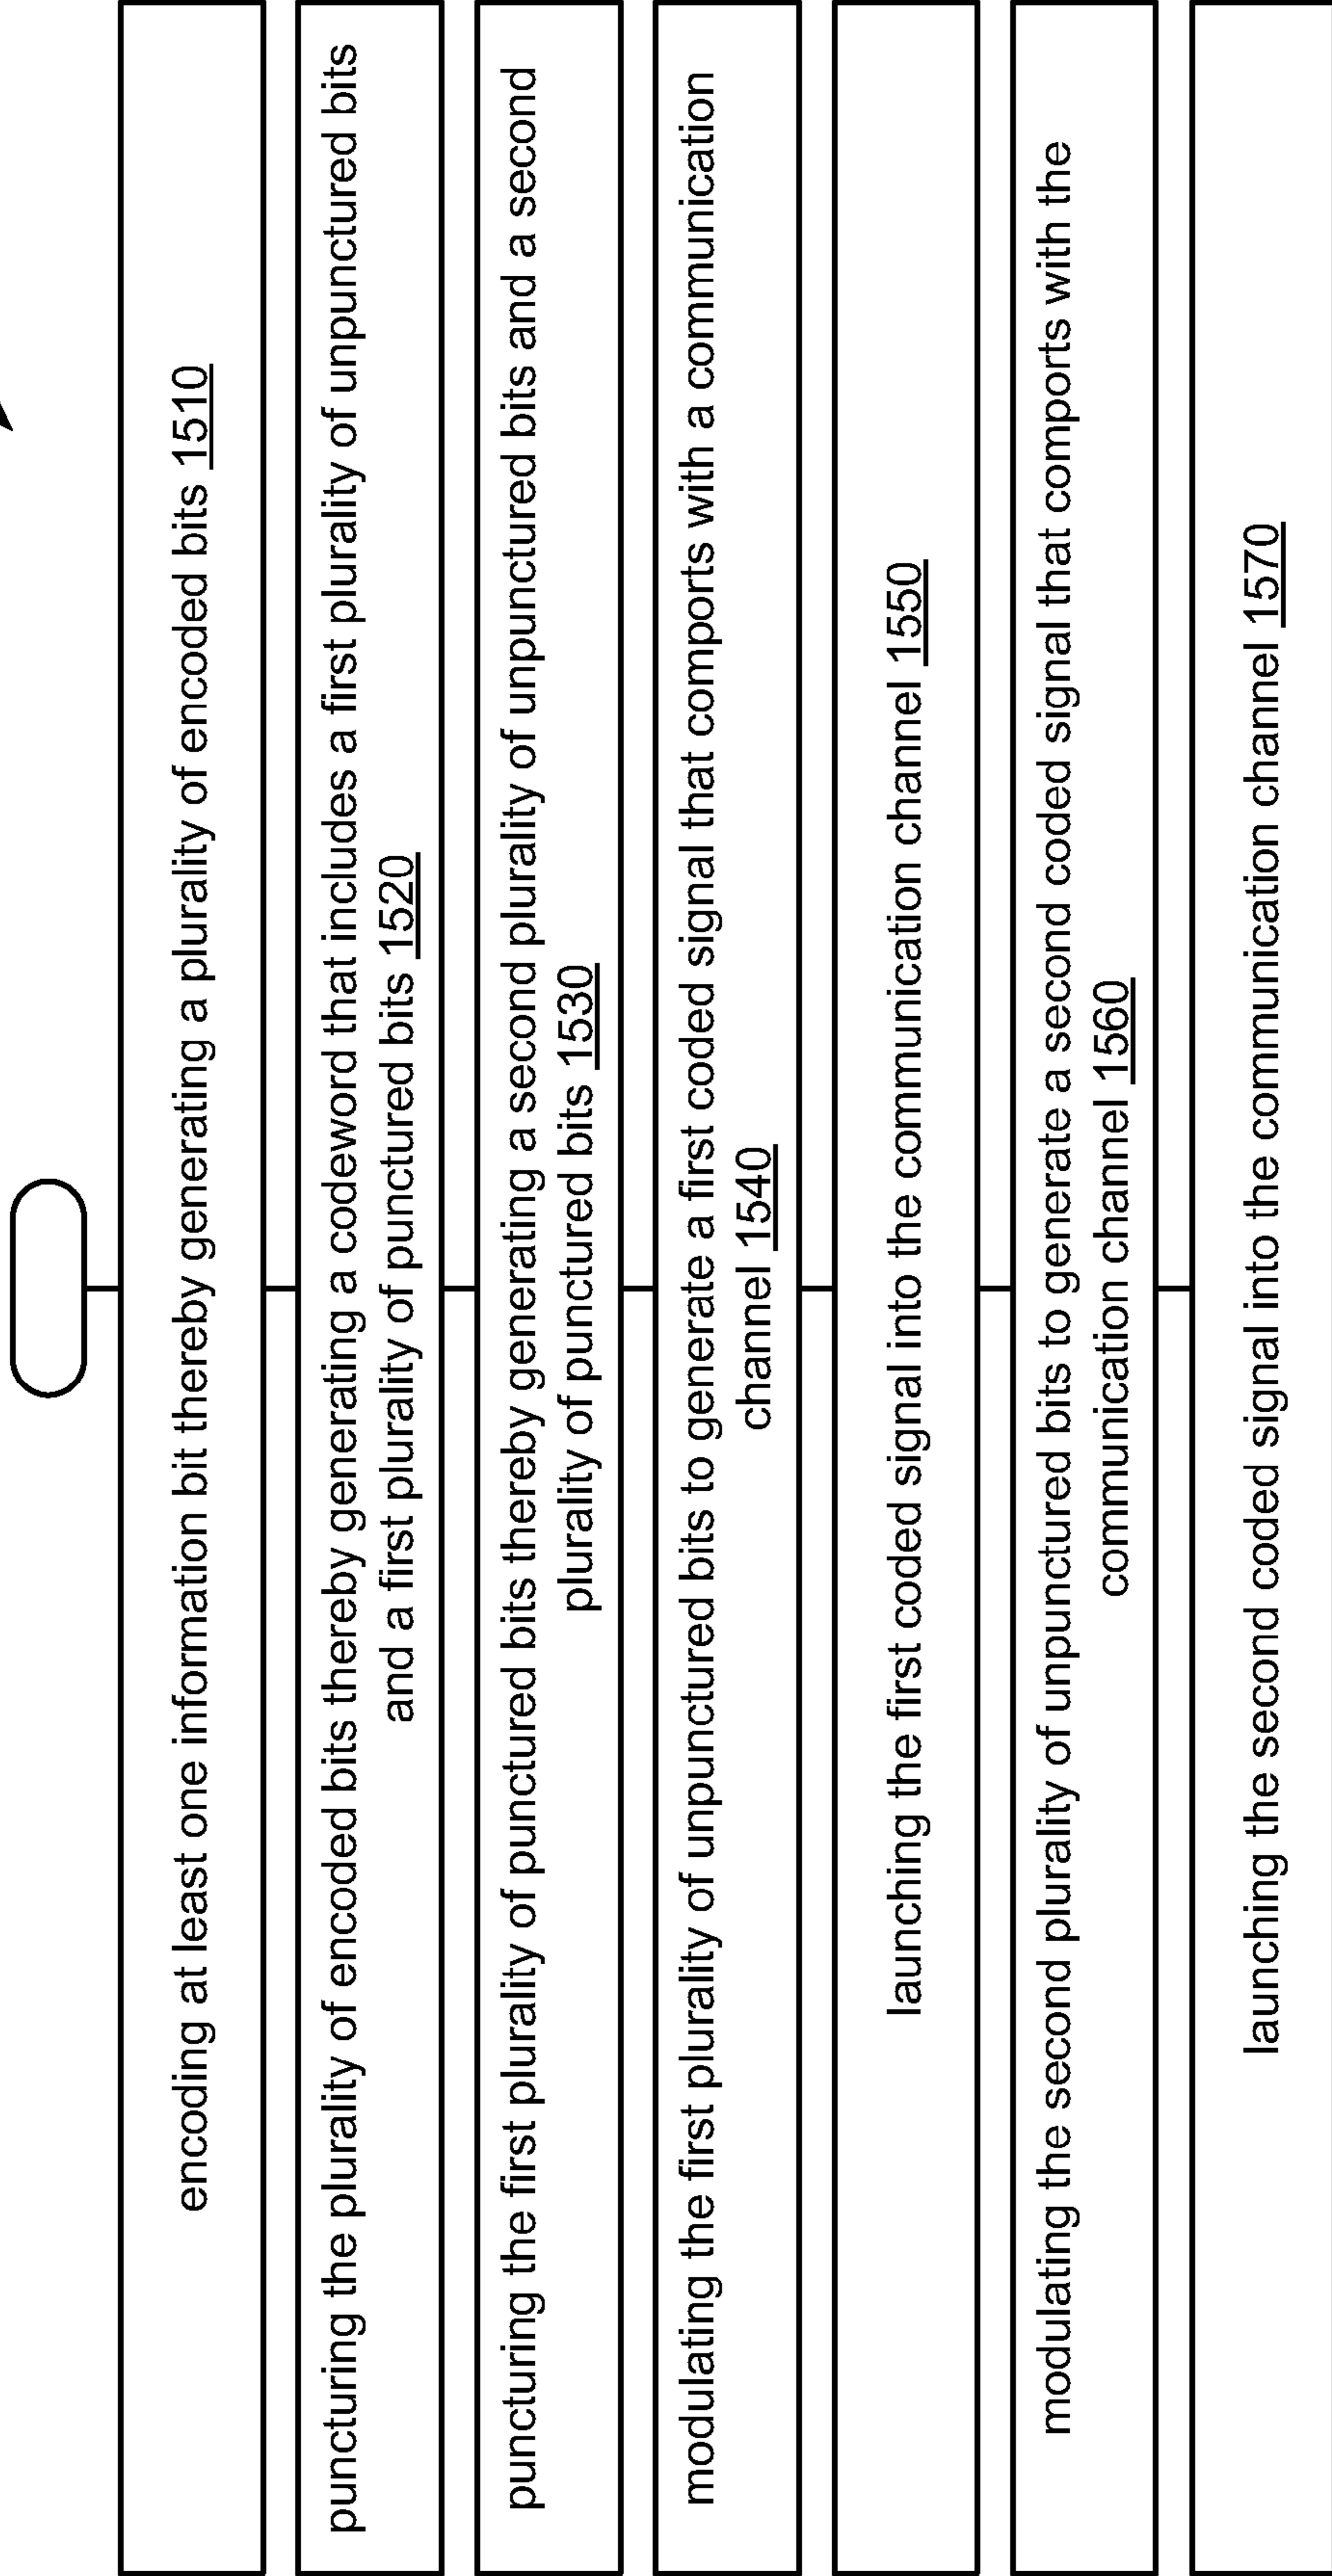 encoding at least one information bit thereby generating a plurality of encoded bits 1510
puncturing the plurality of encoded bits thereby generating a codeword that includes a first plurality of unpunctured bits
and a first plurality of punctured bits 1520
puncturing the first plurality of punctured bits thereby generating a second plurality of unpunctured bits and a second
plurality of punctured bits 1530
modulating the first plurality of unpunctured bits to generate a first coded signal that comports with a communication
channel 1540
launching the first coded signal into the communication channel 1550
modulating the second plurality of unpunctured bits to generate a second coded signal that comports with the
communication channel 1560
launching the second coded signal into the communication channel 1570